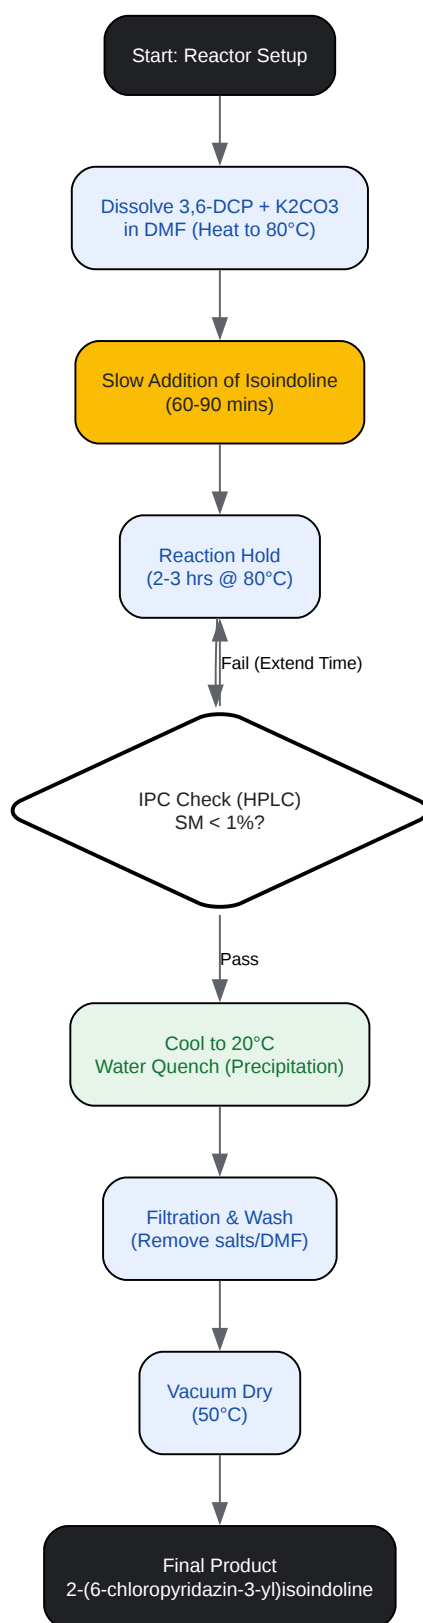 Start: Reactor Setup
Dissolve 3,6-DCP + K2CO3
in DMF (Heat to 80°C)
Slow Addition of Isoindoline
(60-90 mins)
Reaction Hold
(2-3 hrs @ 80°C)
Fail (Extend Time)
IPC Check (HPLC)
SM < 1%?
Pass
Cool to 20°C
Water Quench (Precipitation)
Filtration & Wash
(Remove salts/DMF)
Vacuum Dry
(50°C)
Final Product
2-(6-chloropyridazin-3-yl)isoindoline